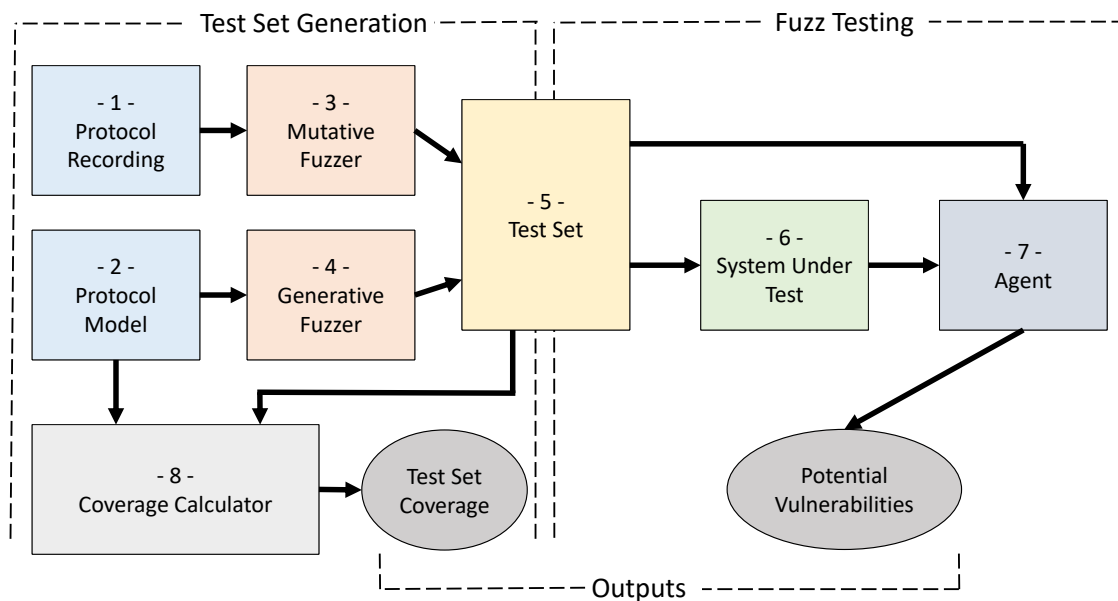 Test Set Generation
Fuzz Testing
- 1 -
Protocol
Recording
- 3 -
Mutative
Fuzzer
- 5 -
Test Set
- 2 -
Protocol
Model
- 4 -
Generative
Fuzzer
- 6 -
System Under
Test
- 7 -
Agent
- 8 -
Coverage Calculator
Test Set
Coverage
Potential
Vulnerabilities
Outputs